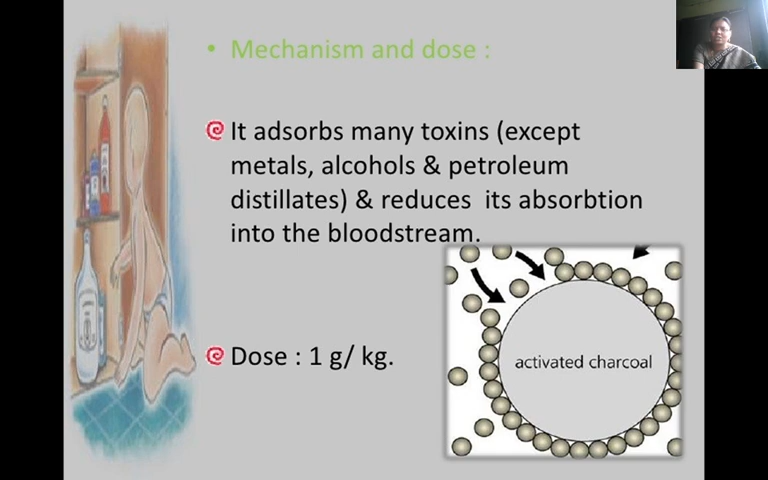 Mechanism and dose :
It adsorbs many toxins (except
metals, alcohols & petroleum
distillates) & reduces its absorbtion
into the bloodstream.
activated charcoal
Dose : 1 g/ kg.